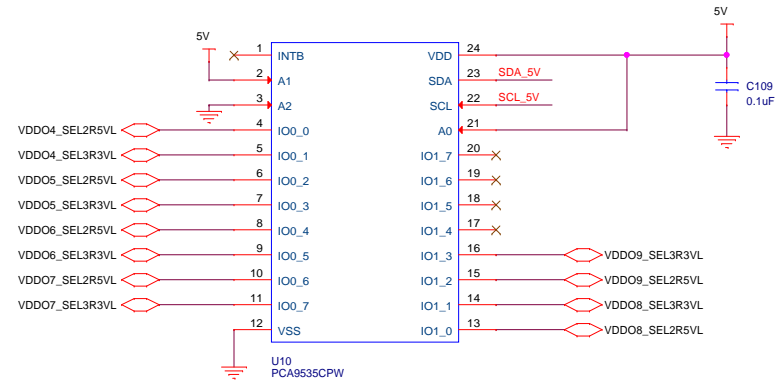 5V
5V
1
INTB
VDD
24
2
A1
SDA
23
SDA_5V
3
A2
SCL
22
SCL_5V
C109
0.1uF
VDDO4_SEL2R5VL
4
IO0_0
A0
21
VDDO4_SEL3R3VL
5
IO0_1
IO1_7
20
VDDO5_SEL2R5VL
6
IO0_2
IO1_6
19
VDDO5_SEL3R3VL
7
IO0_3
IO1_5
18
VDDO6_SEL2R5VL
8
IO0_4
IO1_4
17
VDDO6_SEL3R3VL
9
IO0_5
IO1_3
16
VDDO9_SEL3R3VL
VDDO7_SEL2R5VL
10
IO0_6
IO1_2
15
VDDO9_SEL2R5VL
VDDO7_SEL3R3VL
11
IO0_7
IO1_1
14
VDDO8_SEL3R3VL
12
VSS
IO1_0
13
VDDO8_SEL2R5VL
U10
PCA9535CPW